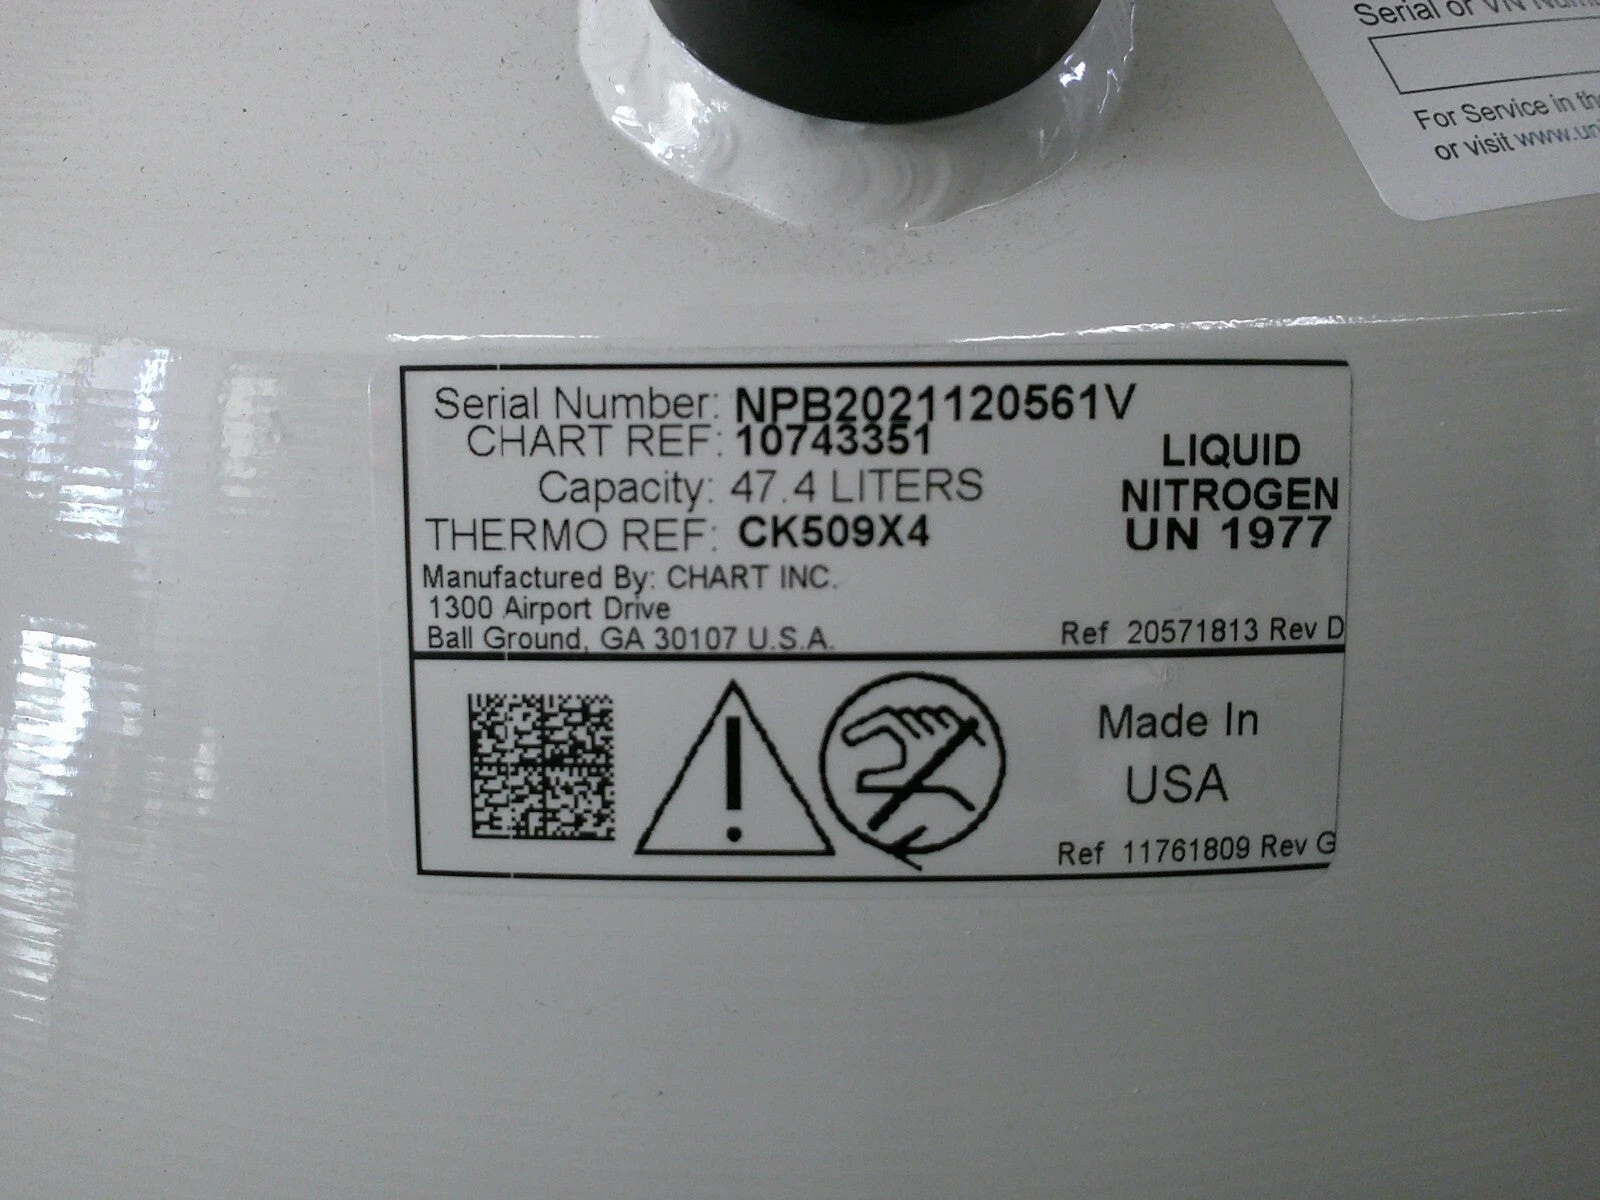 Serial or VN Num
For Service in the
or visit www.un
Serial Number: NPB2021120561V
CHART REF: 10743351
Capacity: 47.4 LITERS
THERMO REF: CK509X4
LIQUID
NITROGEN
UN 1977
Manufactured By: CHART INC.
1300 Airport Drive
Ball Ground, GA 30107 U.S.A.
Ref 20571813 Rev D
Made In
USA
Ref 11761809 Rev G